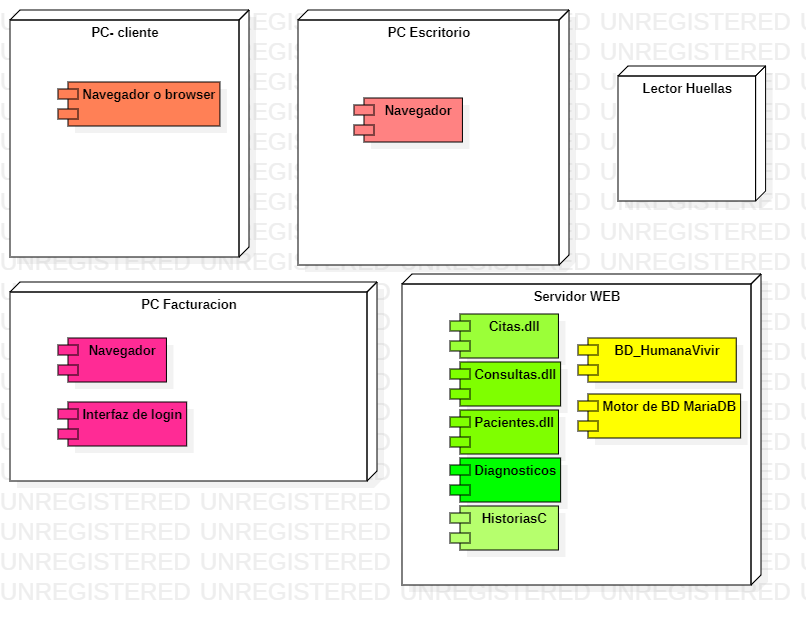 PC- cliente
Navegador o browser
PC Escritorio
Navegador
Lector Huellas
PC Facturacion
Navegador
Interfaz de login
Servidor WEB
Citas.dll
Consultas.dll
Pacientes.dll
Diagnosticos
HistoriasC
BD_HumanaVivir
Motor de BD MariaDB
UNREGISTERED UNREGISTERED UNREGISTERED UNREGISTERED